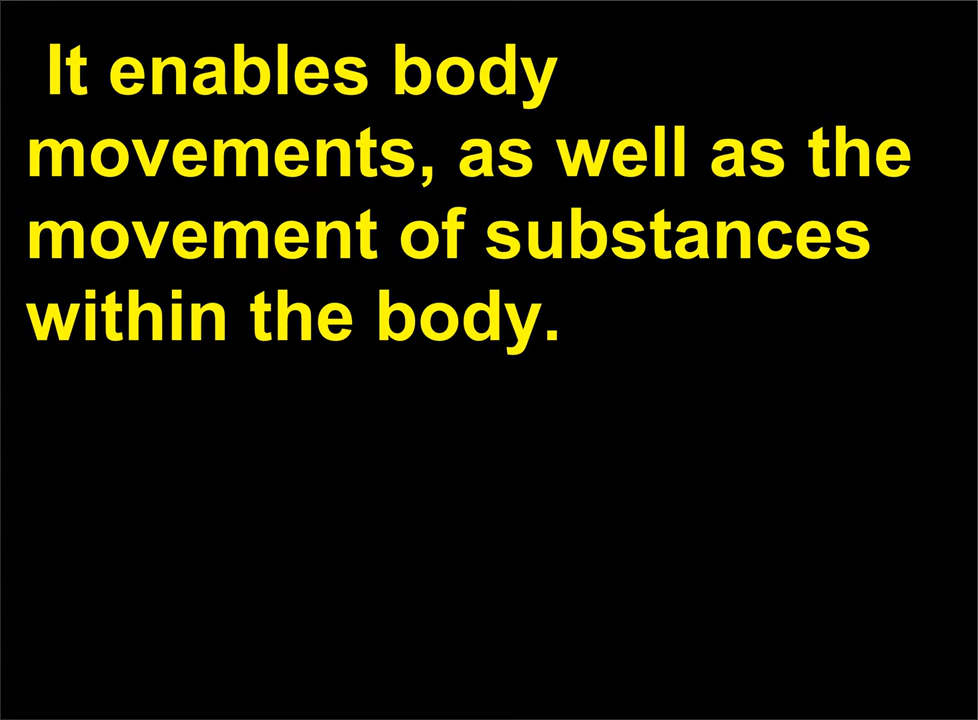 It enables body
movements, as well as the
movement of substances
within the body.